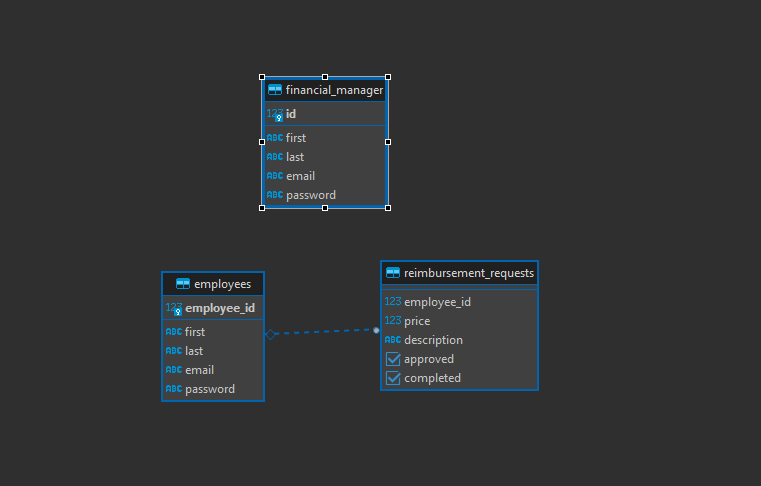 financial_manager
123 id
ABC first
ABC last
ABC email
ABC password
employees
123 employee_id
ABC first
ABC last
ABC email
ABC password
reimbursement_requests
123 employee_id
123 price
ABC description
approved
completed